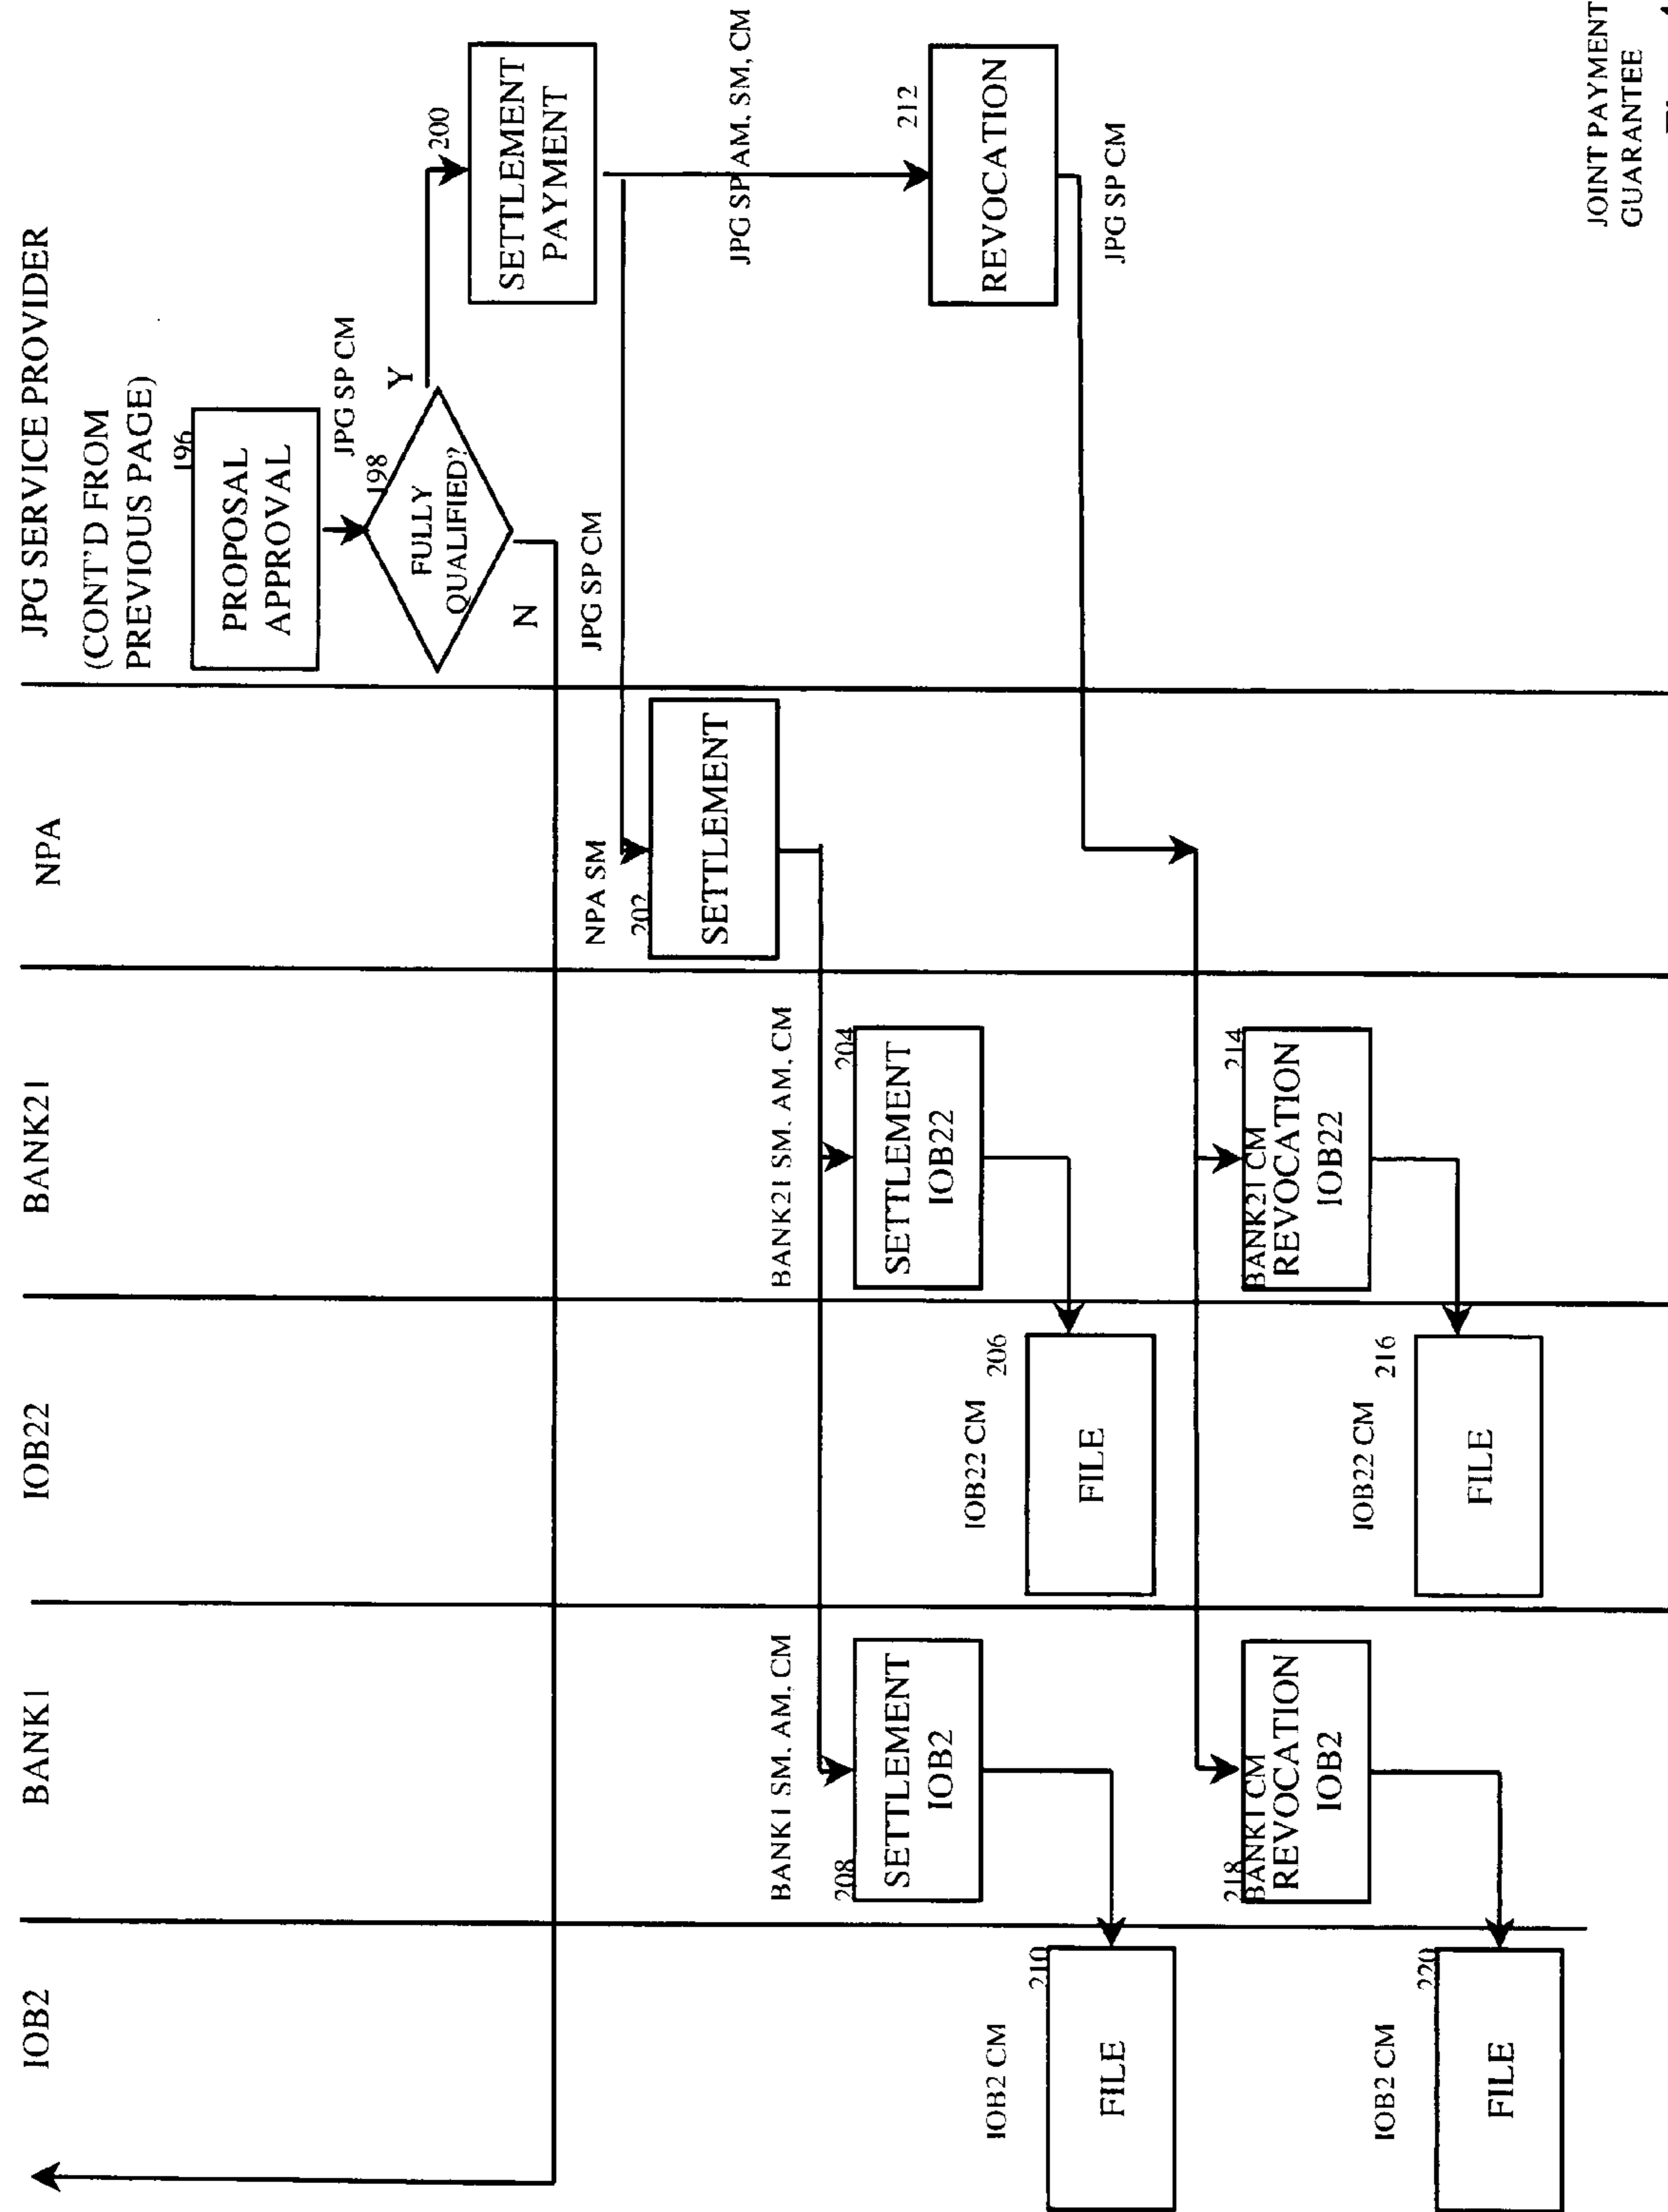 IOB2
BANK1
IOB22
BANK21
NPA
JPG SERVICE PROVIDER
(CONT'D FROM
PREVIOUS PAGE)
196
PROPOSAL
APPROVAL
JPG SP CM
198
FULLY
QUALIFIED?
Y
N
200
SETTLEMENT
PAYMENT
JPG SP CM
NPA SM
202
SETTLEMENT
JPG SP AM, SM, CM
BANK1 SM, AM, CM
208
SETTLEMENT
IOB2
BANK21 SM, AM, CM
204
SETTLEMENT
IOB22
212
REVOCATION
JPG SP CM
IOB2 CM
210
FILE
IOB22 CM
206
FILE
218
BANK1 CM
REVOCATION
IOB2
214
BANK21 CM
REVOCATION
IOB22
IOB2 CM
220
FILE
IOB22 CM
216
FILE
JOINT PAYMENT
GUARANTEE